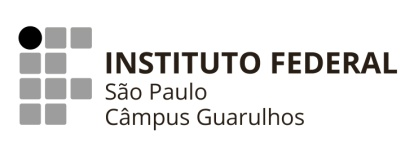 INSTITUTO FEDERAL
São Paulo
Câmpus Guarulhos